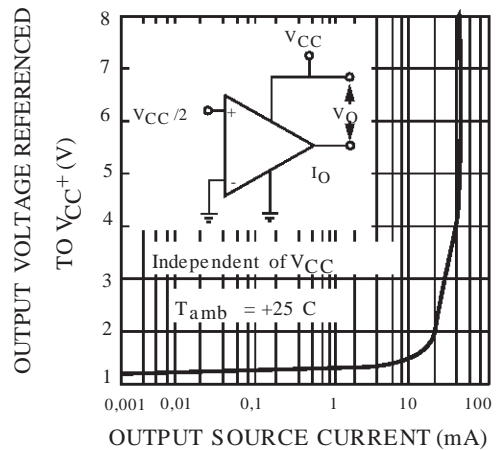 OUTPUT VOLTAGE REFERENCED
TO VCC+ (V)
8
7
6
5
4
3
2
1
VCC
VCC /2
+
-
VO
IO
Independent of VCC
Tamb = +25 C
0,001 0,01 0,1 1 10 100
OUTPUT SOURCE CURRENT (mA)